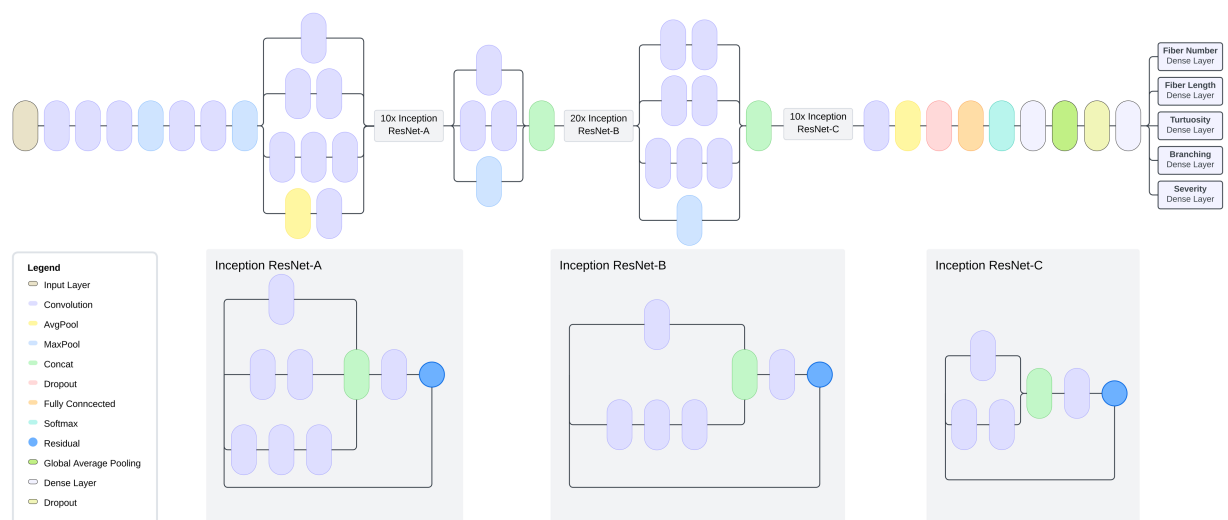 10x Inception
ResNet-A
20x Inception
ResNet-B
10x Inception
ResNet-C
Fiber Number
Dense Layer
Fiber Length
Dense Layer
Turtuosity
Dense Layer
Branching
Dense Layer
Severity
Dense Layer
Legend
Input Layer
Convolution
AvgPool
MaxPool
Concat
Dropout
Fully Conncected
Softmax
Residual
Global Average Pooling
Dense Layer
Dropout
Inception ResNet-A
Inception ResNet-B
Inception ResNet-C